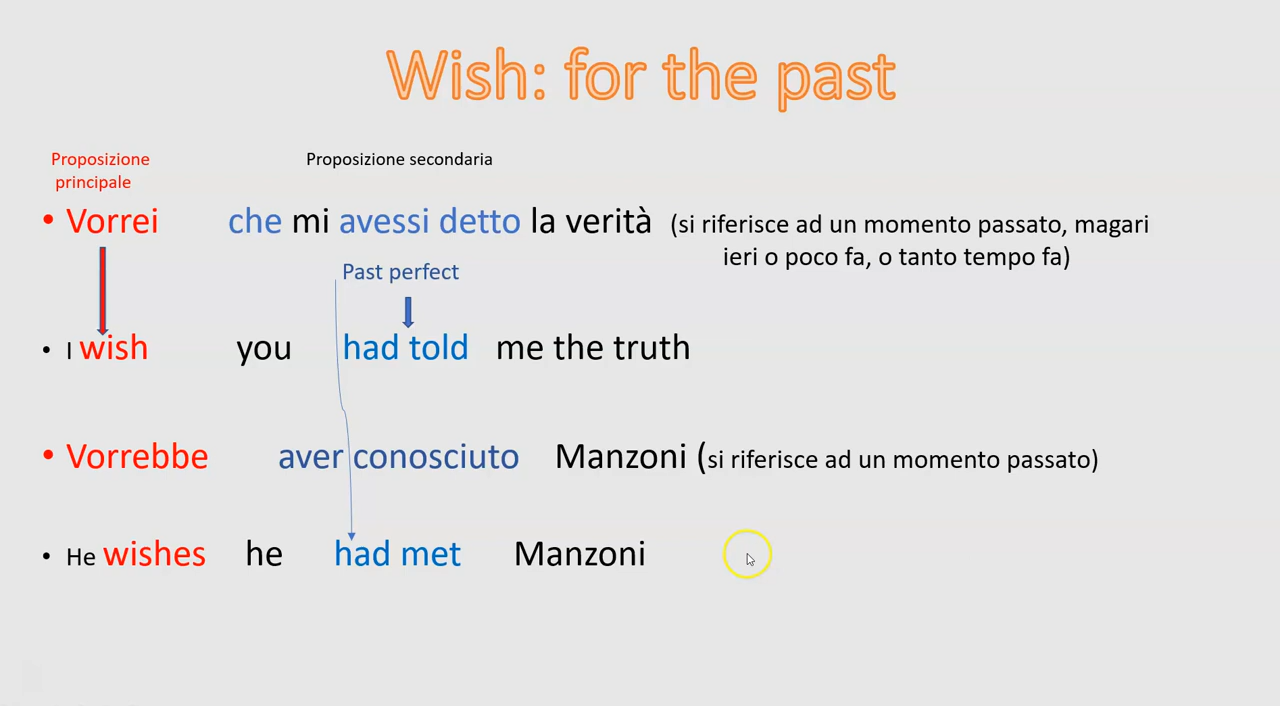 Wish: for the past
Proposizione
principale
Proposizione secondaria
• Vorrei che mi avessi detto la verità (si riferisce ad un momento passato, magari
ieri o poco fa, o tanto tempo fa)
Past perfect
• I wish you had told me the truth
• Vorrebbe aver conosciuto Manzoni (si riferisce ad un momento passato)
• He wishes he had met Manzoni